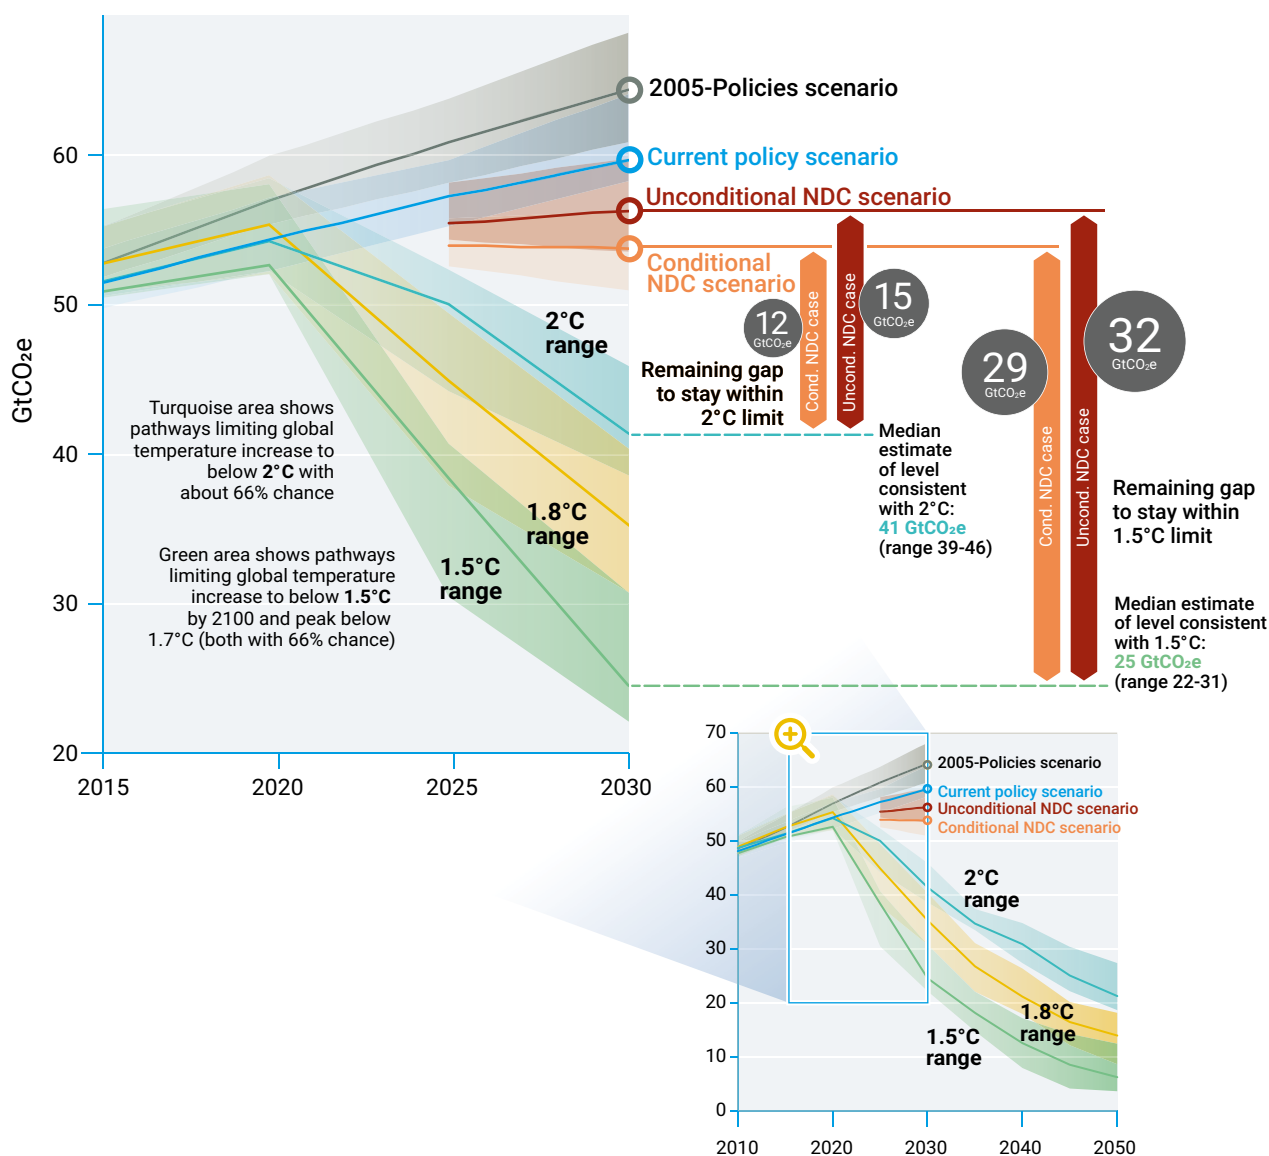 GtCO₂e
60
50
40
30
20
2015
2020
2025
2030
2005-Policies scenario
Current policy scenario
Unconditional NDC scenario
Conditional
NDC scenario
2°C
range
1.8°C
range
1.5°C
range
Turquoise area shows
pathways limiting global
temperature increase to
below 2°C with
about 66% chance
Green area shows pathways
limiting global temperature
increase to below 1.5°C
by 2100 and peak below
1.7°C (both with 66% chance)
12
GtCO₂e
Cond. NDC case
Uncond. NDC case
15
GtCO₂e
Remaining gap
to stay within
2°C limit
Median
estimate
of level
consistent
with 2°C:
41 GtCO₂e
(range 39-46)
29
GtCO₂e
Cond. NDC case
Uncond. NDC case
32
GtCO₂e
Remaining gap
to stay within
1.5°C limit
Median estimate
of level consistent
with 1.5°C:
25 GtCO₂e
(range 22-31)
70
60
50
40
30
20
10
0
2010
2020
2030
2040
2050
2005-Policies scenario
Current policy scenario
Unconditional NDC scenario
Conditional NDC scenario
2°C
range
1.8°C
range
1.5°C
range